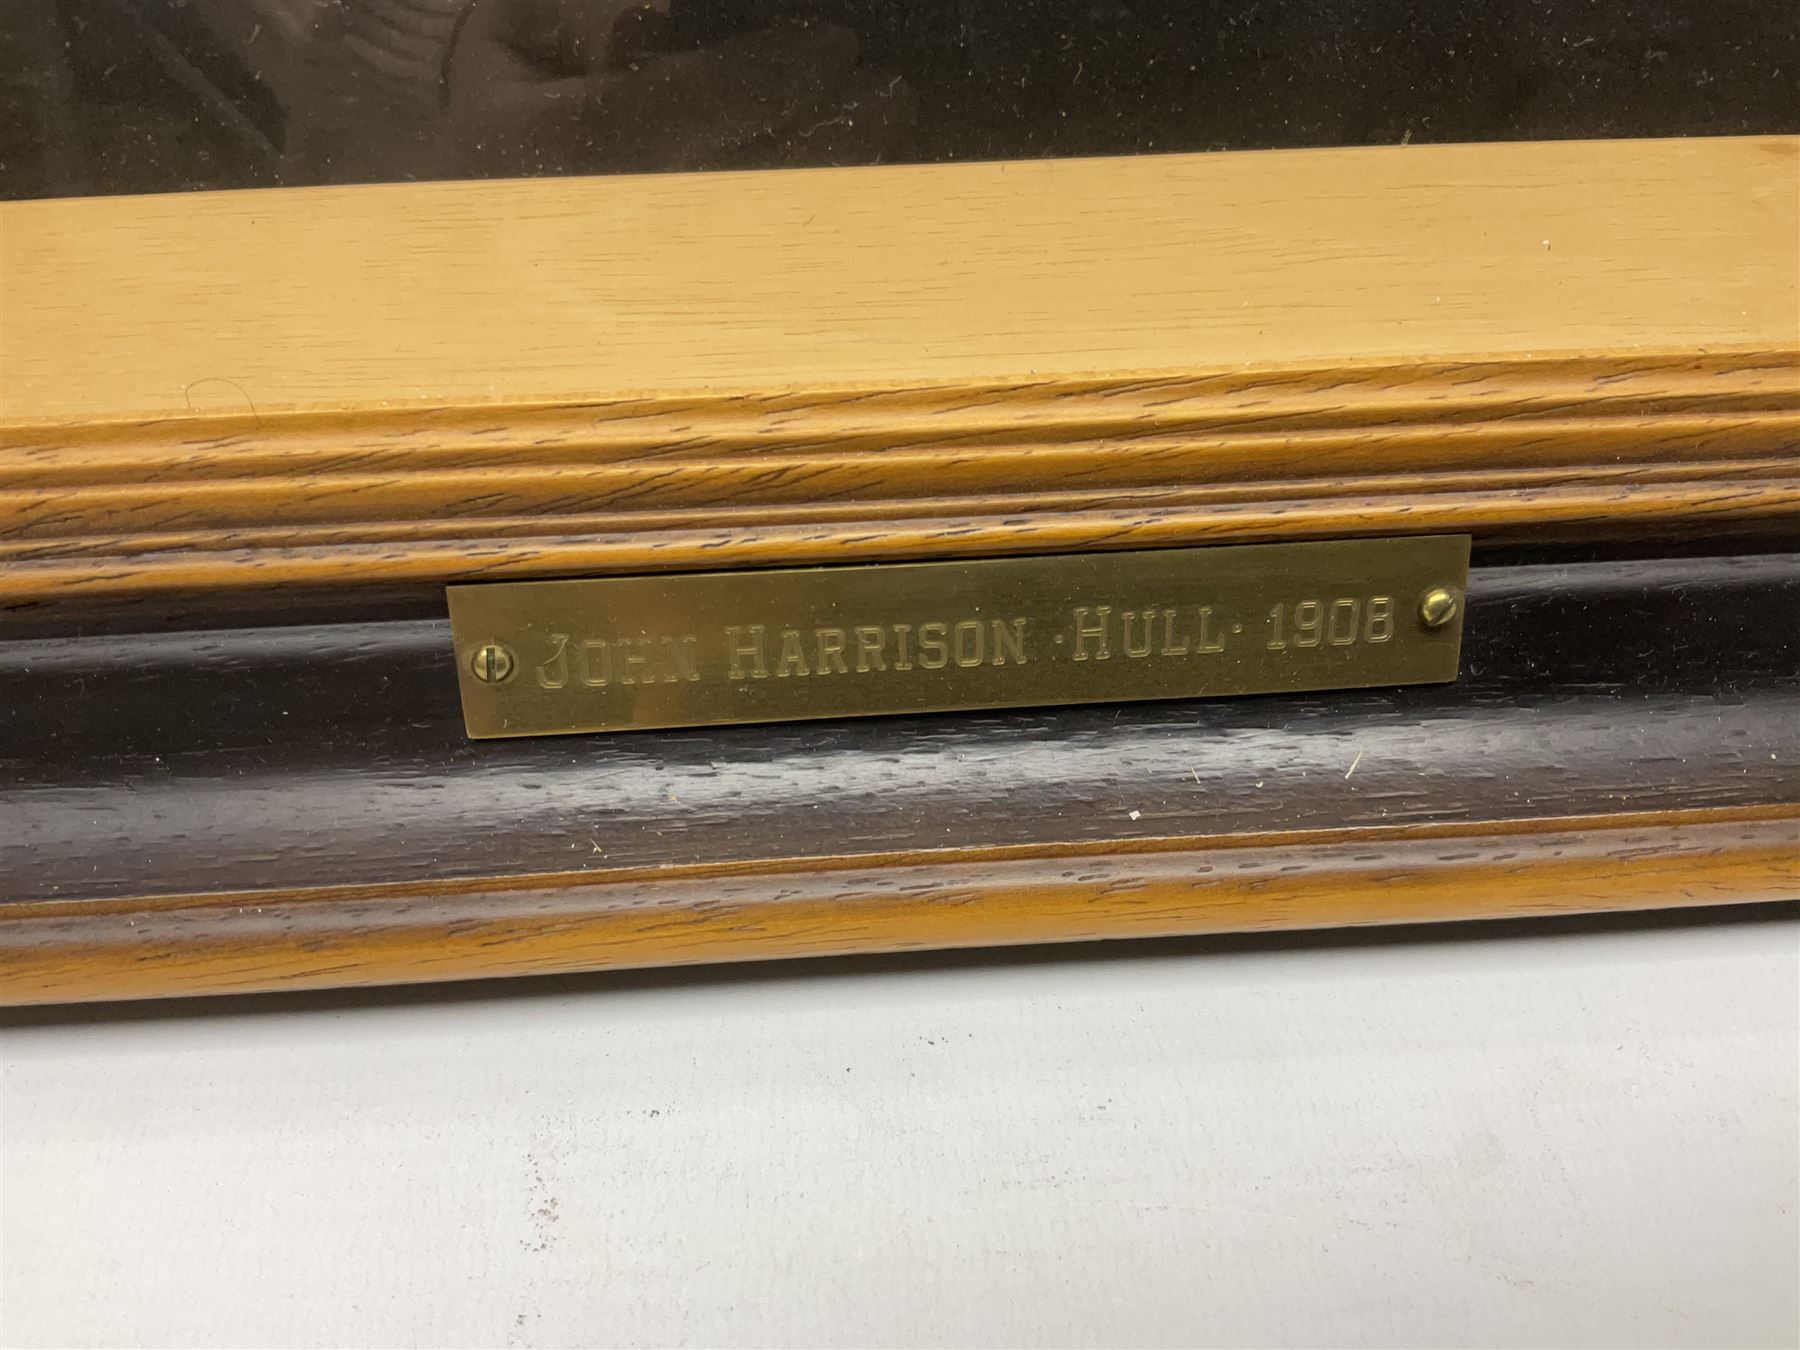 JOHN HARRISON · HULL · 1908